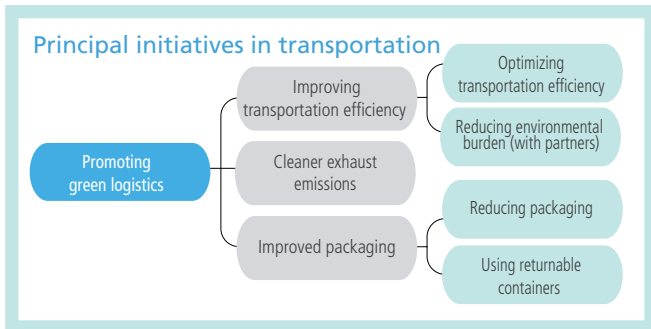 Principal initiatives in transportation
Promoting
green logistics
Improving
transportation efficiency
Cleaner exhaust
emissions
Improved packaging
Optimizing
transportation efficiency
Reducing environmental
burden (with partners)
Reducing packaging
Using returnable
containers